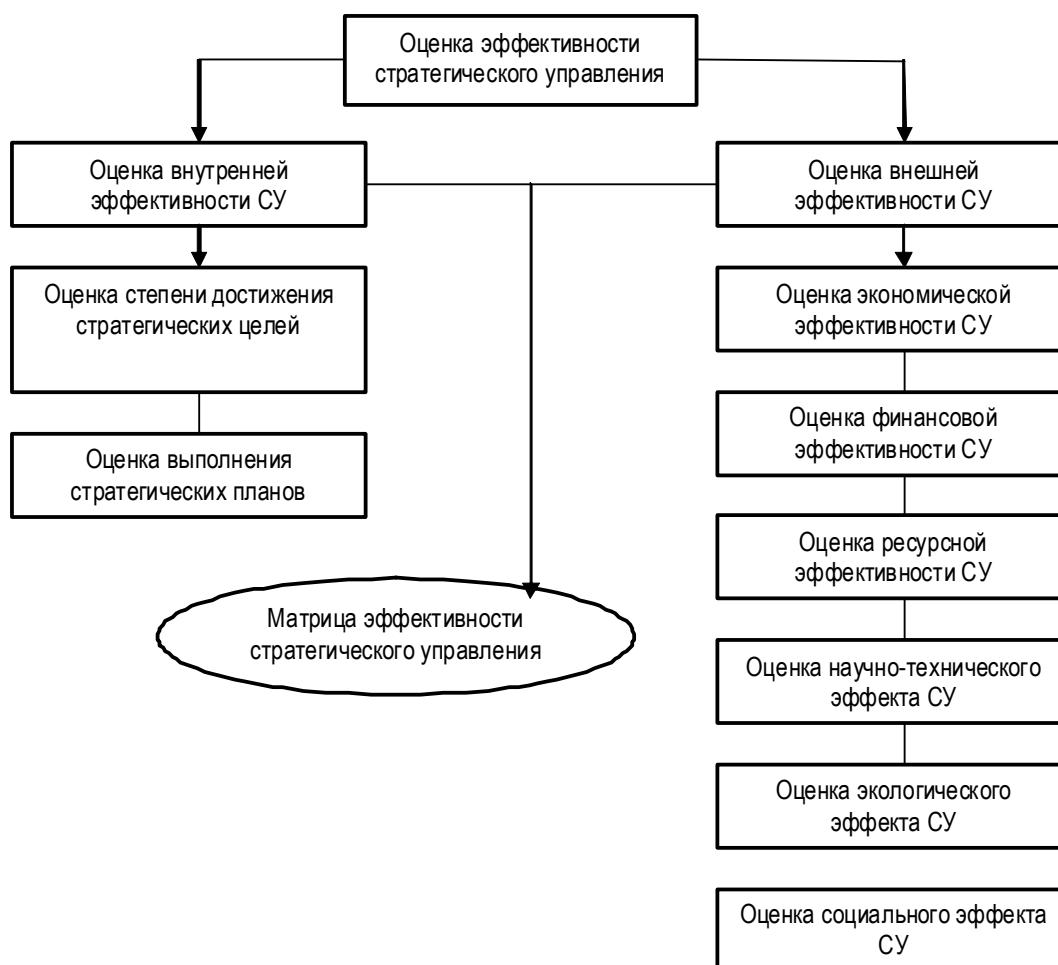 Оценка эффективности
стратегического управления
Оценка внутренней
эффективности СУ
Оценка внешней
эффективности СУ
Оценка степени достижения
стратегических целей
Оценка экономической
эффективности СУ
Оценка финансовой
эффективности СУ
Оценка выполнения
стратегических планов
Оценка ресурсной
эффективности СУ
Матрица эффективности
стратегического управления
Оценка научно-технического
эффекта СУ
Оценка экологического
эффекта СУ
Оценка социального эффекта
СУ